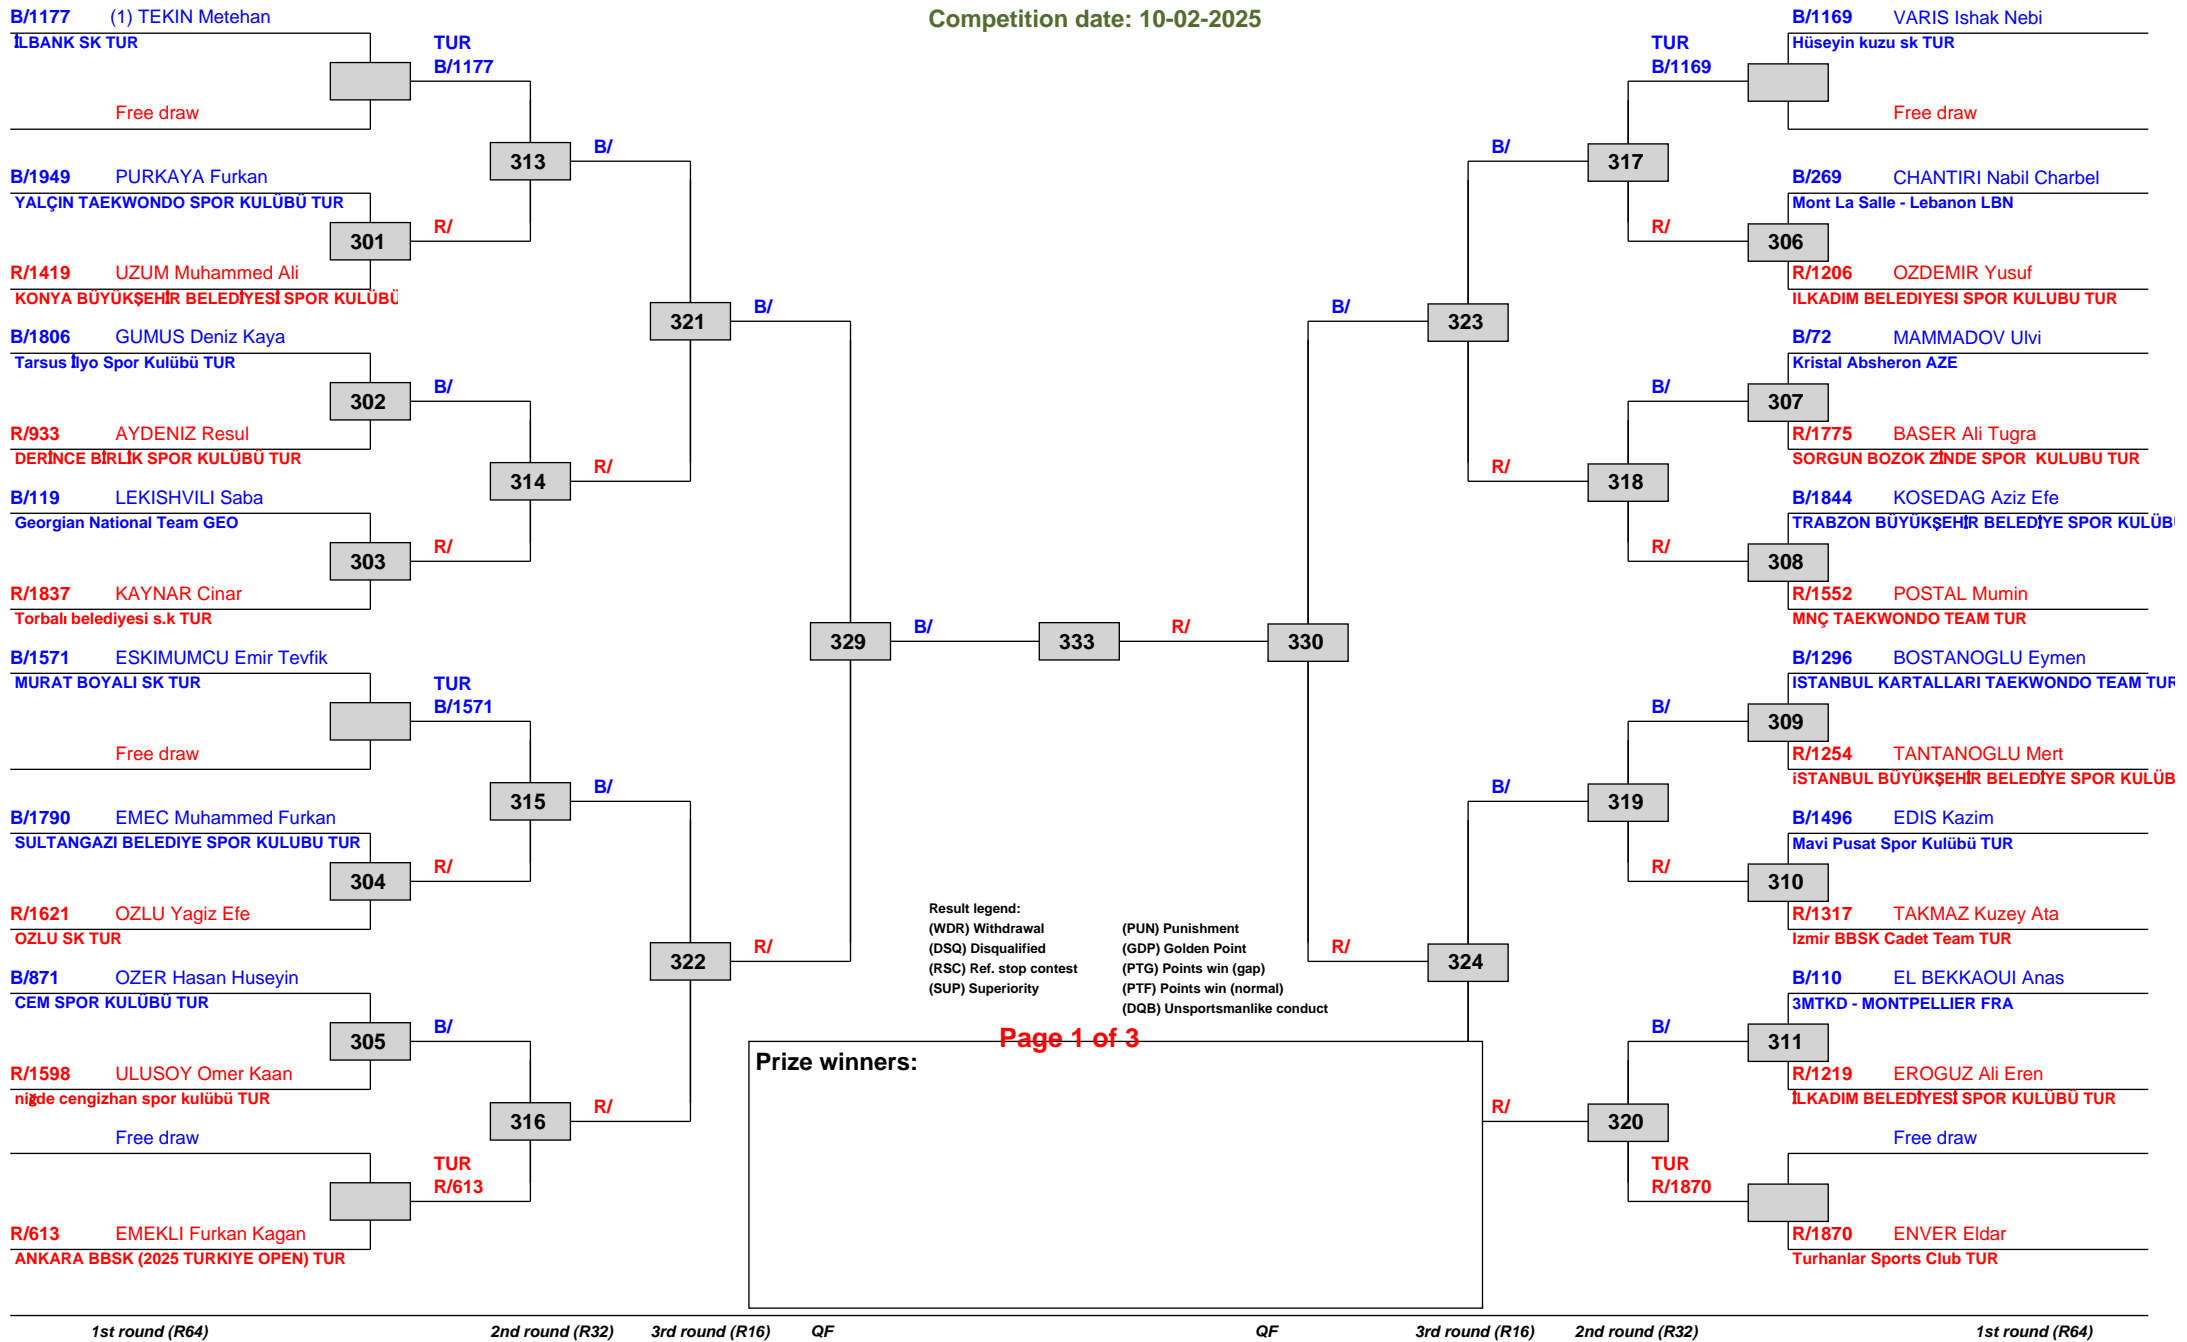 Competition date: 10-02-2025
B/1177 (1) TEKIN Metehan
İLBANK SK TUR
Free draw
TUR
B/1177
B/1949 PURKAYA Furkan
YALÇIN TAEKWONDO SPOR KULÜBÜ TUR
301
R/1419 UZUM Muhammed Ali
KONYA BÜYÜKŞEHİR BELEDİYESİ SPOR KULÜBÜ
313
B/
R/
B/1806 GUMUS Deniz Kaya
Tarsus İlyo Spor Kulübü TUR
302
R/933 AYDENIZ Resul
DERİNCE BİRLİK SPOR KULÜBÜ TUR
B/
321
B/
B/119 LEKISHVILI Saba
Georgian National Team GEO
303
R/1837 KAYNAR Cinar
Torbalı belediyesi s.k TUR
314
R/
R/
B/1571 ESKIMUMCU Emir Tevfik
MURAT BOYALI SK TUR
Free draw
TUR
B/1571
329
B/
333
R/
330
B/1790 EMEC Muhammed Furkan
SULTANGAZI BELEDIYE SPOR KULUBU TUR
304
R/1621 OZLU Yagiz Efe
OZLU SK TUR
315
B/
R/
B/871 OZER Hasan Huseyin
CEM SPOR KULÜBÜ TUR
305
R/1598 ULUSOY Omer Kaan
niğde cengizhan spor kulübü TUR
B/
322
R/
Free draw
R/613 EMEKLI Furkan Kagan
ANKARA BBSK (2025 TURKIYE OPEN) TUR
TUR
R/613
316
R/
B/1169 VARIS Ishak Nebi
Hüseyin kuzu sk TUR
Free draw
TUR
B/1169
B/269 CHANTIRI Nabil Charbel
Mont La Salle - Lebanon LBN
306
R/1206 OZDEMIR Yusuf
ILKADIM BELEDIYESI SPOR KULUBU TUR
317
B/
R/
B/72 MAMMADOV Ulvi
Kristal Absheron AZE
307
R/1775 BASER Ali Tugra
SORGUN BOZOK ZİNDE SPOR KULUBU TUR
B/
323
B/
B/1844 KOSEDAG Aziz Efe
TRABZON BÜYÜKŞEHİR BELEDİYE SPOR KULÜB
308
R/1552 POSTAL Mumin
MNÇ TAEKWONDO TEAM TUR
318
R/
R/
B/1296 BOSTANOGLU Eymen
ISTANBUL KARTALLARI TAEKWONDO TEAM TUR
309
R/1254 TANTANOGLU Mert
iSTANBUL BÜYÜKŞEHİR BELEDİYE SPOR KULÜB
B/
319
B/
B/1496 EDIS Kazim
Mavi Pusat Spor Kulübü TUR
310
R/1317 TAKMAZ Kuzey Ata
Izmir BBSK Cadet Team TUR
R/
324
R/
B/110 EL BEKKAOUI Anas
3MTKD - MONTPELLIER FRA
311
R/1219 EROGUZ Ali Eren
İLKADIM BELEDİYESİ SPOR KULÜBÜ TUR
B/
320
R/
Free draw
R/1870 ENVER Eldar
Turhanlar Sports Club TUR
TUR
R/1870
Result legend:
(WDR) Withdrawal
(DSQ) Disqualified
(RSC) Ref. stop contest
(SUP) Superiority
(PUN) Punishment
(GDP) Golden Point
(PTG) Points win (gap)
(PTF) Points win (normal)
(DQB) Unsportsmanlike conduct
Page 1 of 3
Prize winners:
1st round (R64) 2nd round (R32) 3rd round (R16) QF QF 3rd round (R16) 2nd round (R32) 1st round (R64)